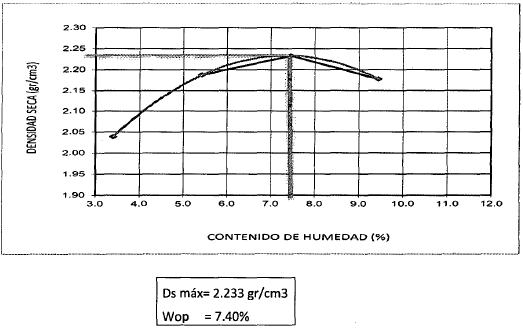 2.30
2.25
2.20
2.15
2.10
2.05
2.00
1.95
1.90
DENSIDAD SECA (gr/cm3)
3.0 4.0 5.0 6.0 7.0 8.0 9.0 10.0 11.0 12.0
CONTENIDO DE HUMEDAD (%)
Ds máx= 2.233 gr/cm3
Wop = 7.40%